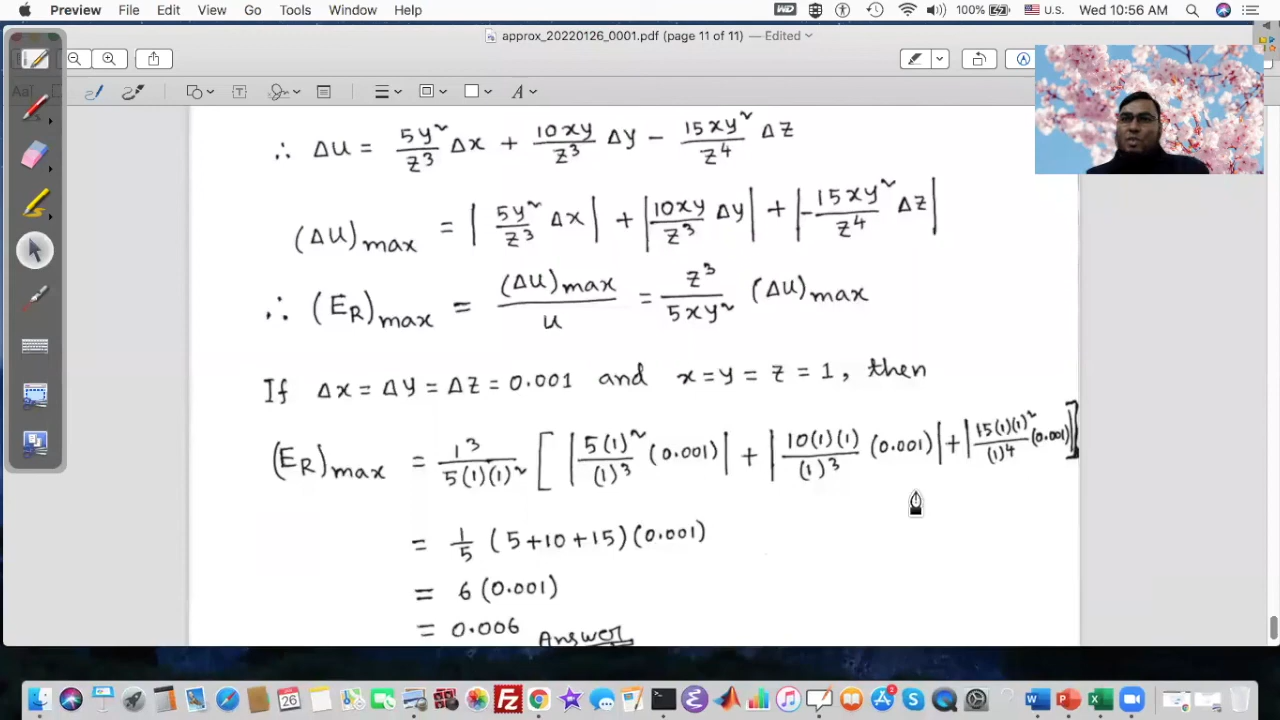 Preview File Edit View Go Tools Window Help 100% U.S. Wed 10:56 AM
approx_20220126_0001.pdf (page 11 of 11) — Edited
∴ ΔU = 5y²/z³ Δx + 10xy/z³ Δy − 15xy²/z⁴ Δz
(ΔU)max = |5y²/z³ Δx| + |10xy/z³ Δy| + |−15xy²/z⁴ Δz|
∴ (E_R)max = (ΔU)max/u = z³/5xy² (ΔU)max
If Δx = Δy = Δz = 0.001 and x = y = z = 1, then
(E_R)max = 1³/5(1)(1)² [ |5(1)²/(1)³ (0.001)| + |10(1)(1)/(1)³ (0.001)| + |15(1)(1)²/(1)⁴ (0.001)| ]
= 1/5 (5+10+15)(0.001)
= 6(0.001)
= 0.006 Answer